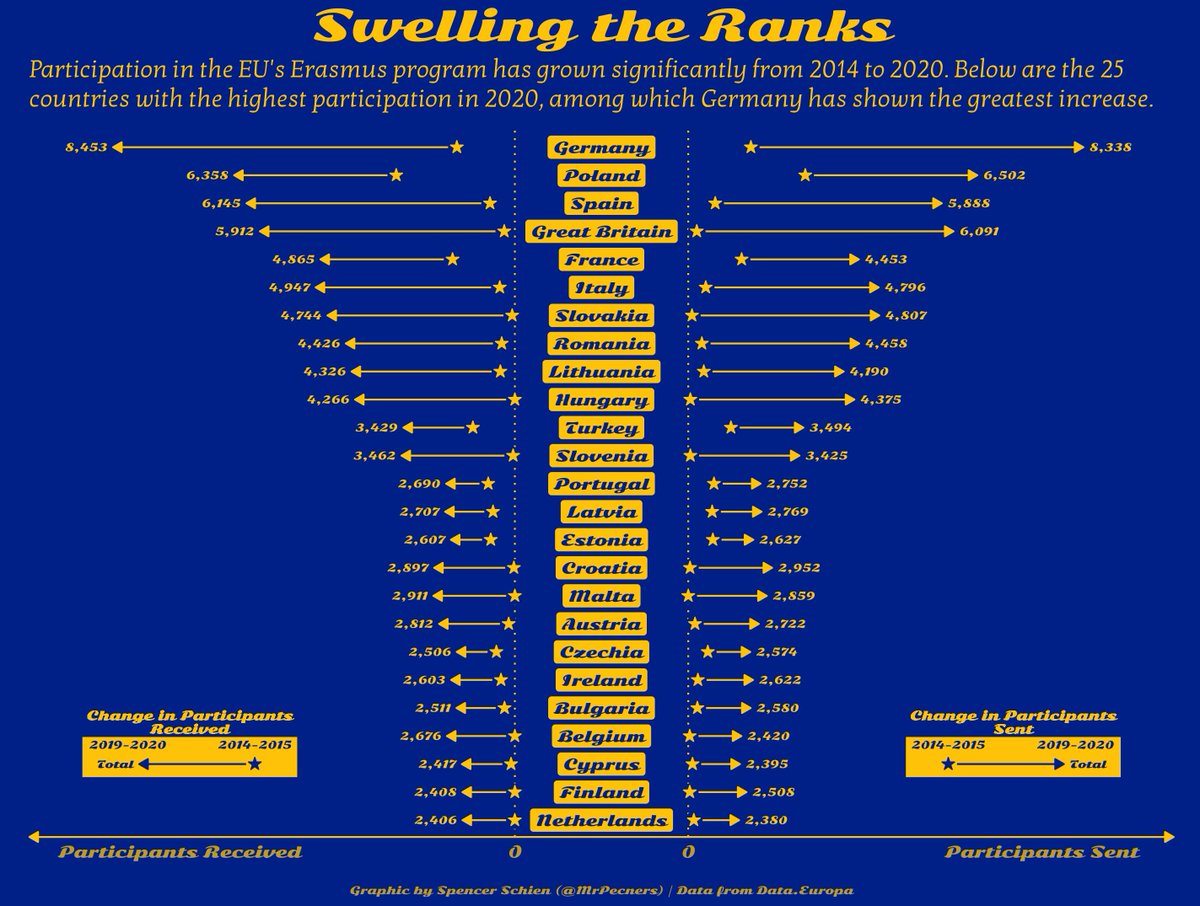 Swelling the Ranks
Participation in the EU's Erasmus program has grown significantly from 2014 to 2020. Below are the 25
countries with the highest participation in 2020, among which Germany has shown the greatest increase.
8,453 Germany 8,338
6,358 Poland 6,502
6,145 Spain 5,888
5,912 Great Britain 6,091
4,865 France 4,453
4,947 Italy 4,796
4,744 Slovakia 4,807
4,426 Romania 4,458
4,326 Lithuania 4,190
4,266 Hungary 4,375
3,429 Turkey 3,494
3,462 Slovenia 3,425
2,690 Portugal 2,752
2,707 Latvia 2,769
2,607 Estonia 2,627
2,897 Croatia 2,952
2,911 Malta 2,859
2,812 Austria 2,722
2,506 Czechia 2,574
2,603 Ireland 2,622
2,511 Bulgaria 2,580
2,676 Belgium 2,420
2,417 Cyprus 2,395
2,408 Finland 2,508
2,406 Netherlands 2,380
Change in Participants
Received
2019-2020 2014-2015
Total
Change in Participants
Sent
2014-2015 2019-2020
Total
Participants Received 0 0 Participants Sent
Graphic by Spencer Schien (@MrPecners) | Data from Data.Europa